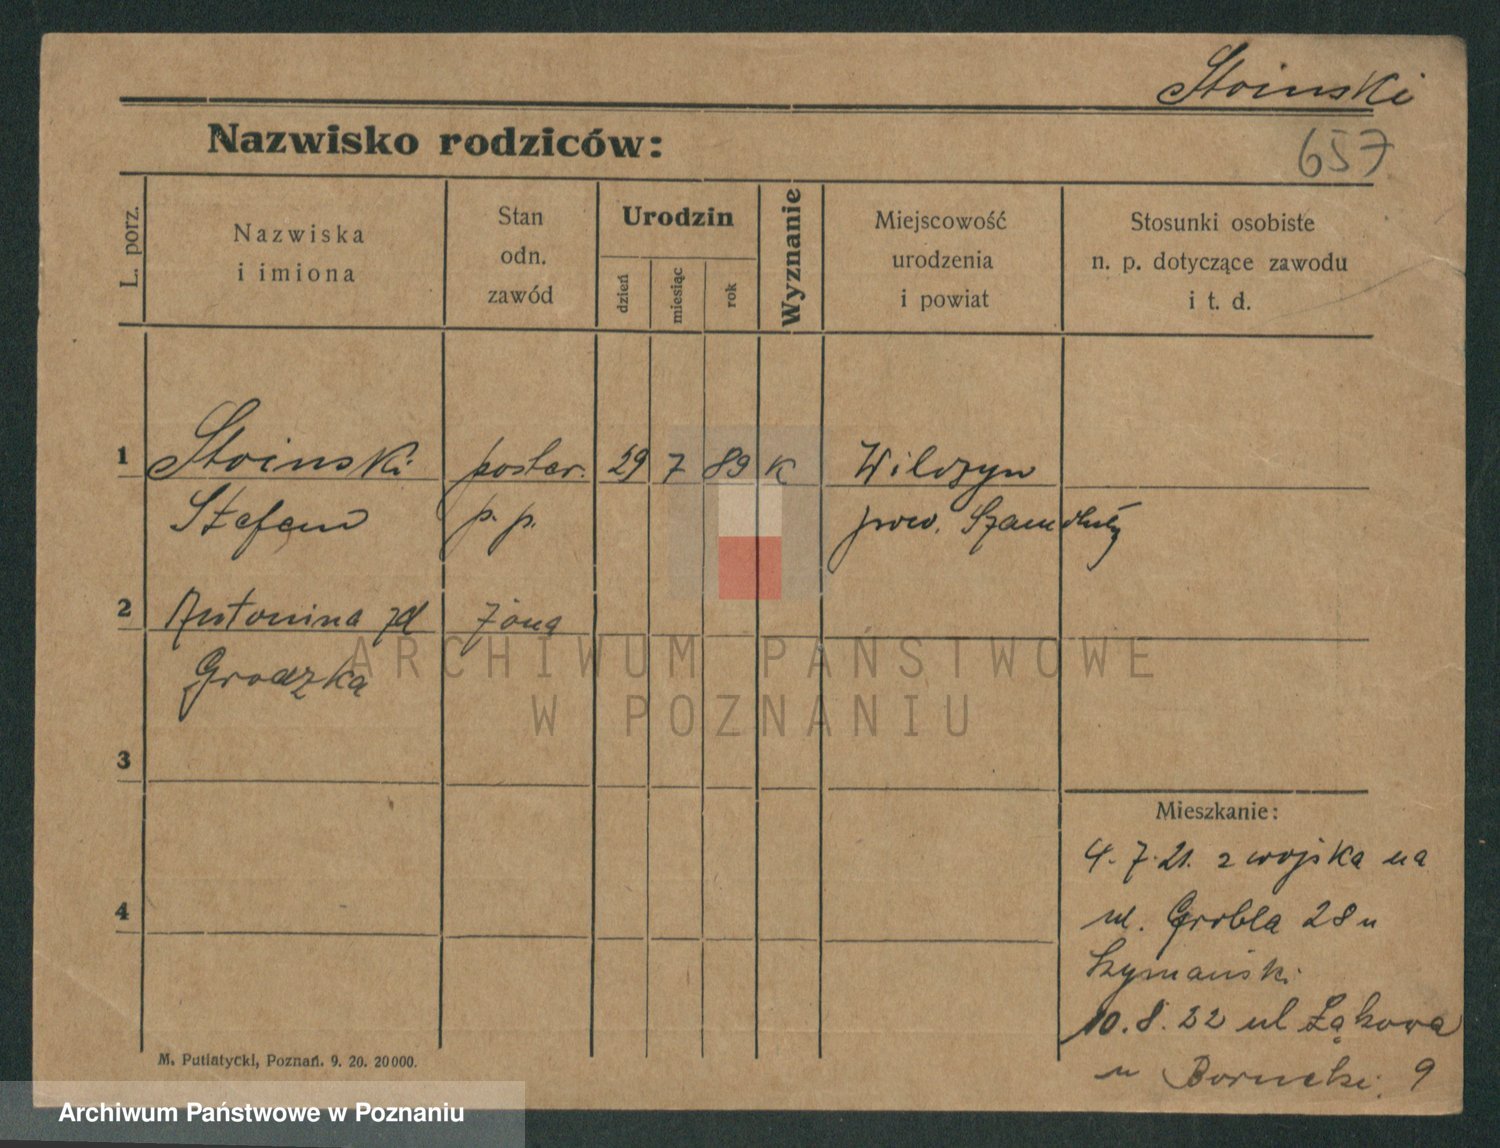 Stoinski
657
Nazwisko rodziców:
L. porz.
Nazwiska
i imiona
Stan
odn.
zawód
Urodzin
dzień
miesiąc
rok
Wyznanie
Miejscowość
urodzenia
i powiat
Stosunki osobiste
n. p. dotyczące zawodu
i t. d.
1 Stoinski poster. 29 7 89 K Wilczyn
Stefan p. p. pow. Szamotuły
2 Antonina zd żona
Grodzka
3
4
Mieszkanie:
4. 7. 21. z wojska na
ul. Grobla 28 u
Szymański
10. 8. 22 ul Łąkowa
u 9
M. Putiatycki, Poznań. 9. 20. 20000.
ARCHIWUM PAŃSTWOWE
W POZNANIU
Archiwum Państwowe w Poznaniu